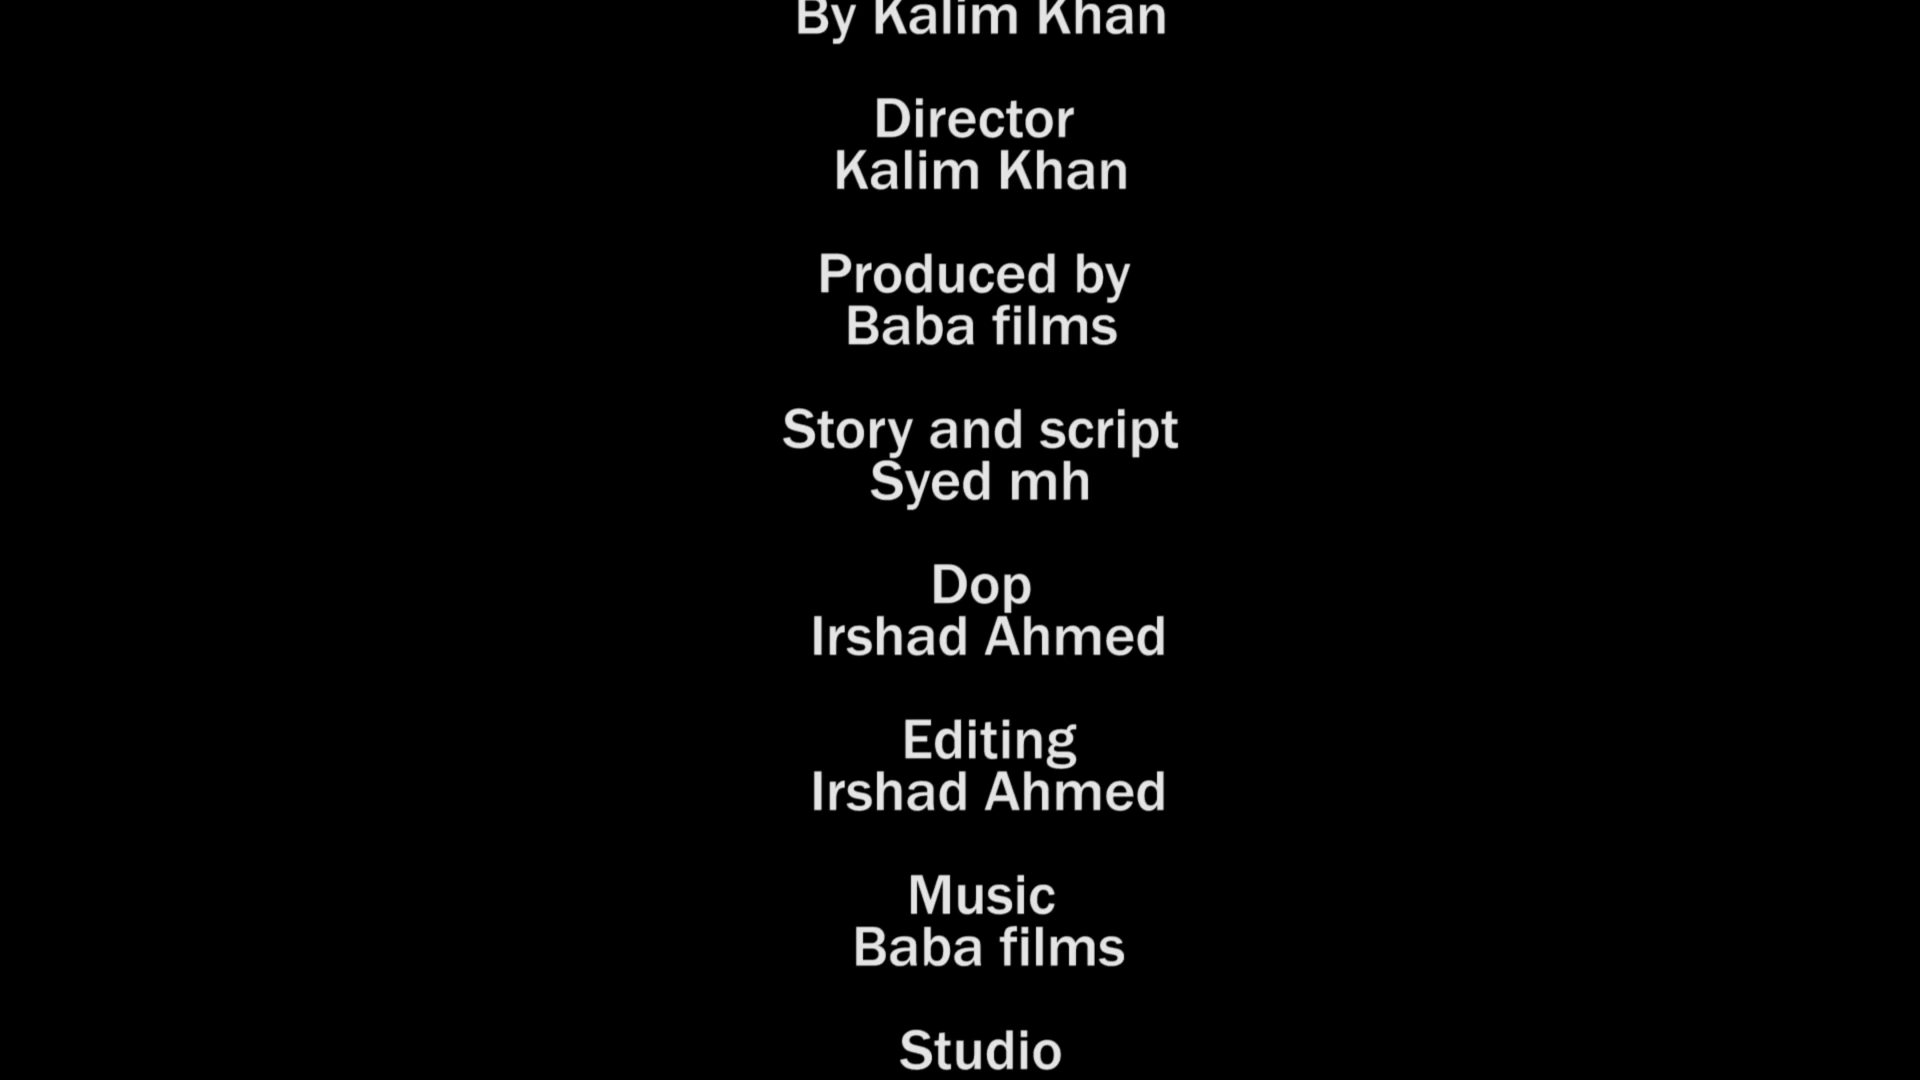 By Kalim Khan
Director
Kalim Khan
Produced by
Baba films
Story and script
Syed mh
Dop
Irshad Ahmed
Editing
Irshad Ahmed
Music
Baba films
Studio